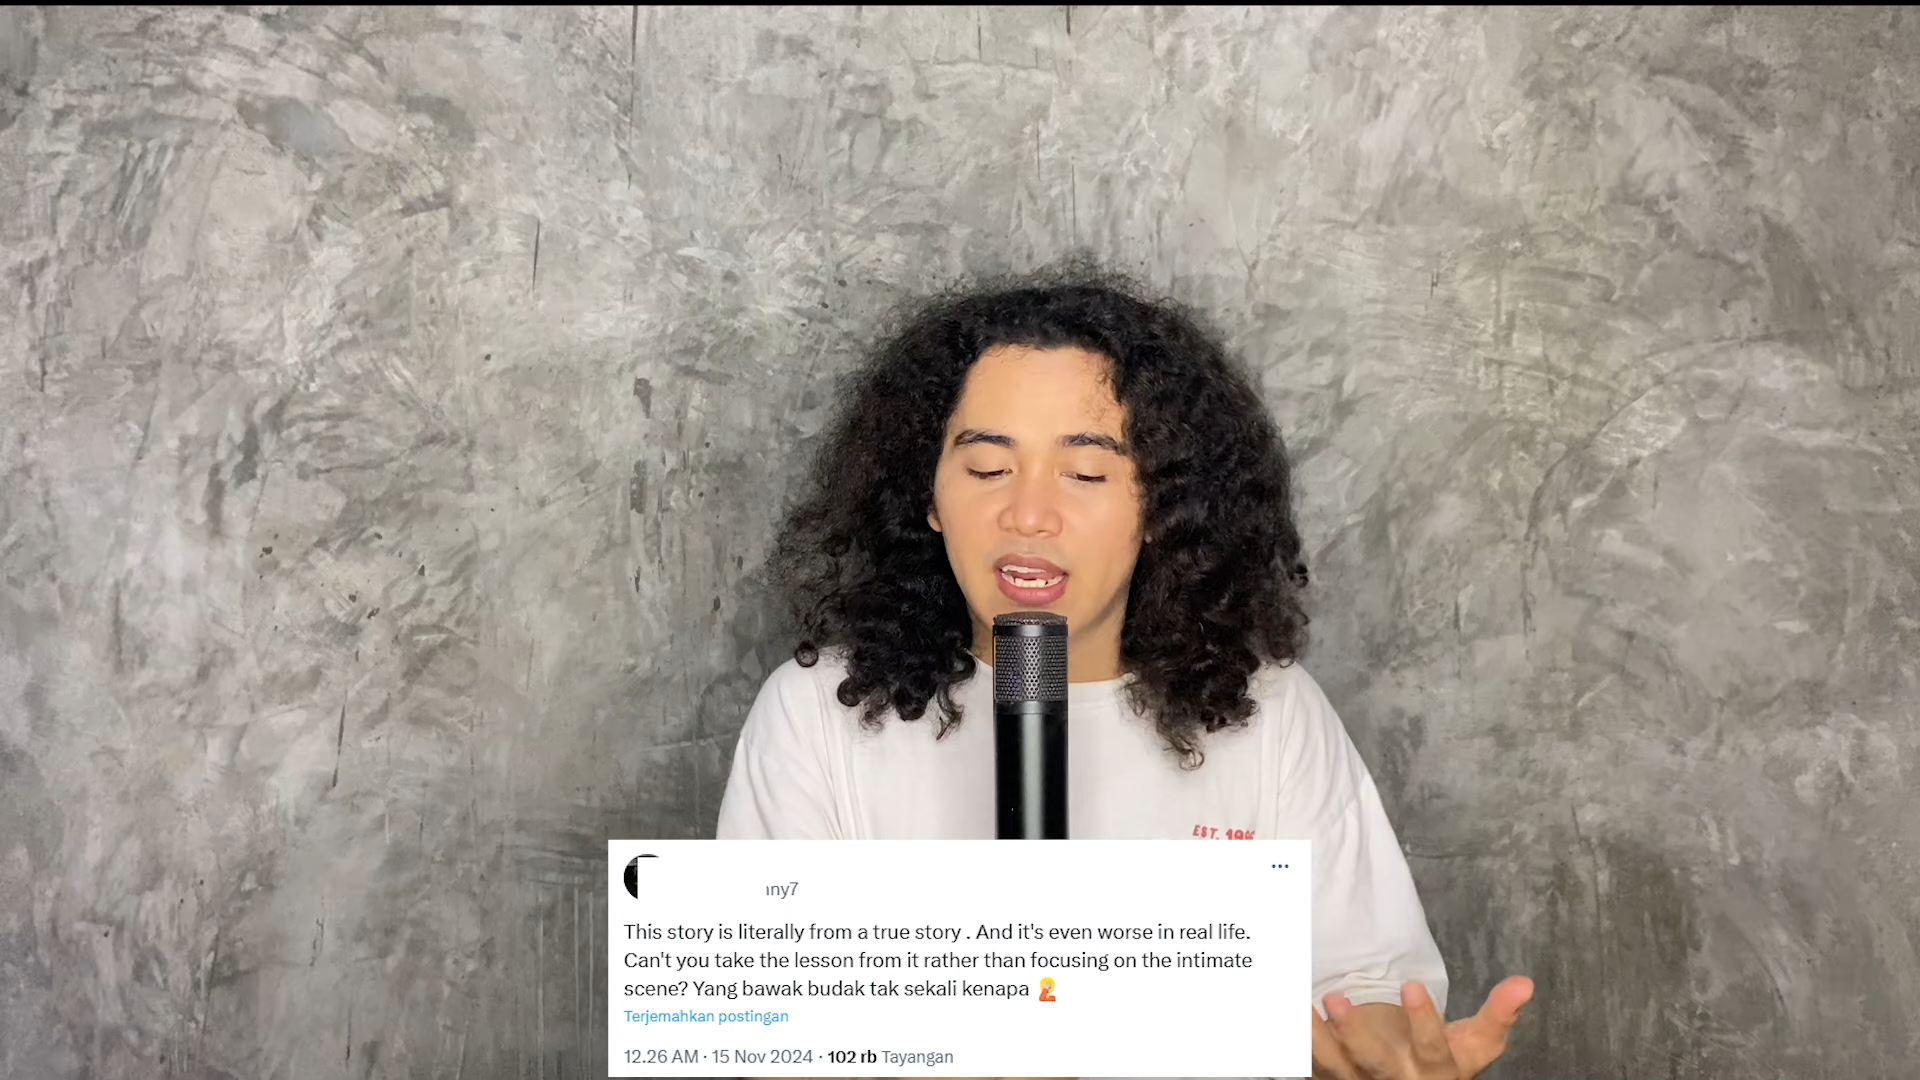 EST.
ny7
This story is literally from a true story . And it's even worse in real life.
Can't you take the lesson from it rather than focusing on the intimate
scene? Yang bawak budak tak sekali kenapa
Terjemahkan postingan
12.26 AM · 15 Nov 2024 · 102 rb Tayangan